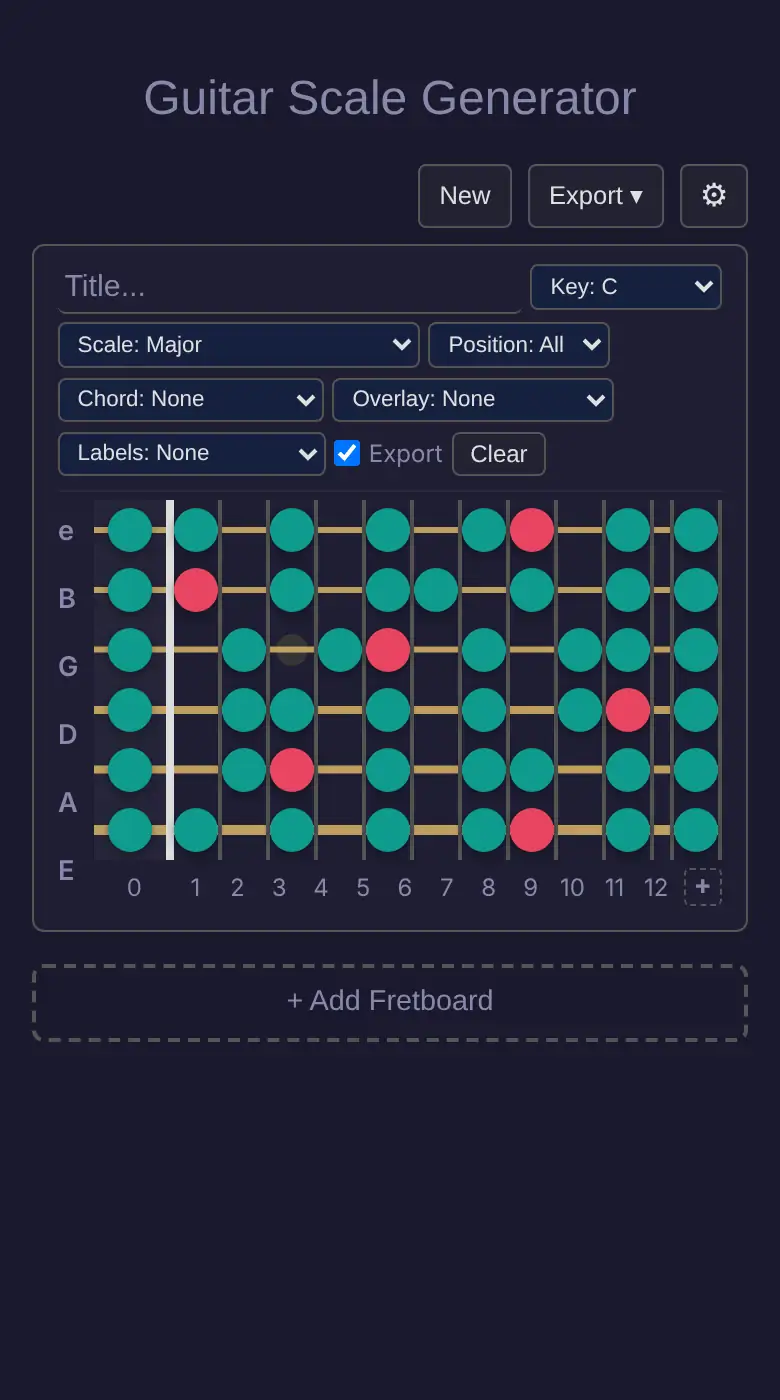 Guitar Scale Generator
New Export ▾ ⚙
Title... Key: C
Scale: Major Position: All
Chord: None Overlay: None
Labels: None Export Clear
e
B
G
D
A
E
0 1 2 3 4 5 6 7 8 9 10 11 12 +
+ Add Fretboard